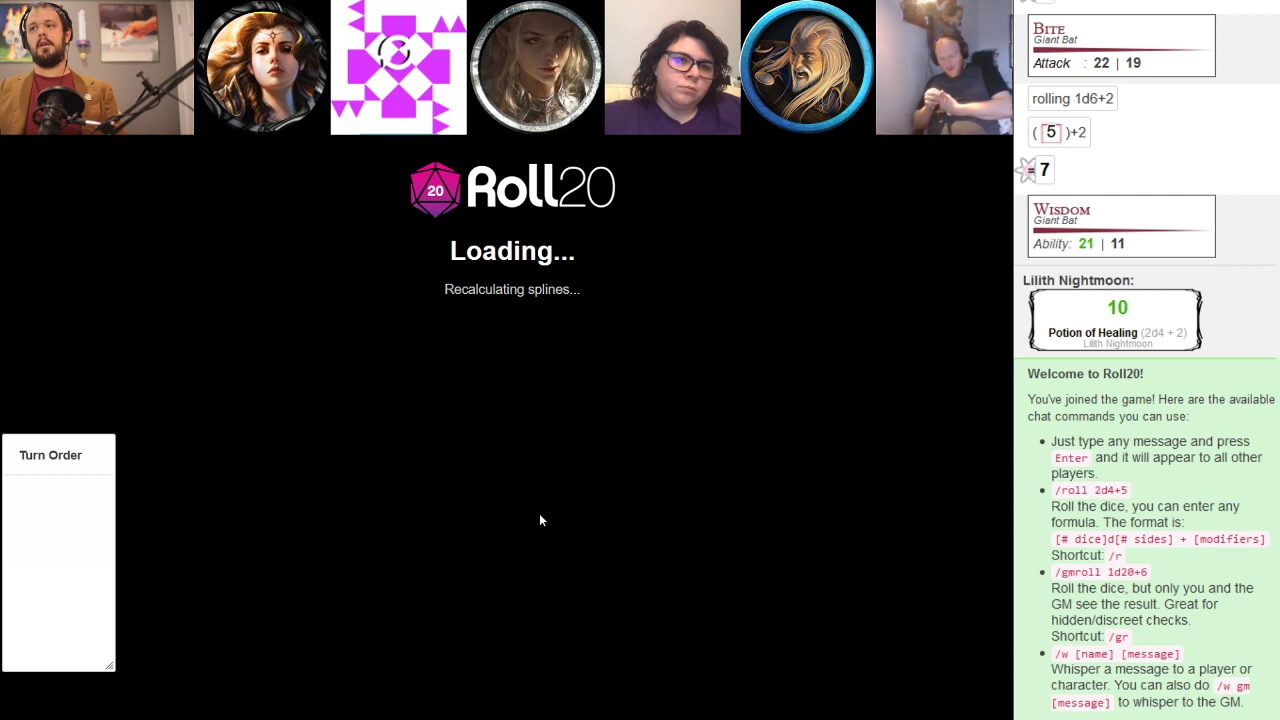 20 Roll20
Loading...
Recalculating splines...
Turn Order
BITE
Giant Bat
Attack : 22 | 19
rolling 1d6+2
( 5 )+2
= 7
WISDOM
Giant Bat
Ability: 21 | 11
Lilith Nightmoon:
10
Potion of Healing (2d4 + 2)
Lilith Nightmoon
Welcome to Roll20!
You've joined the game! Here are the available
chat commands you can use:
• Just type any message and press
Enter and it will appear to all other
players.
• /roll 2d4+5
Roll the dice, you can enter any
formula. The format is:
[# dice]d[# sides] + [modifiers]
Shortcut: /r
• /gmroll 1d20+6
Roll the dice, but only you and the
GM see the result. Great for
hidden/discreet checks.
Shortcut: /gr
• /w [name] [message]
Whisper a message to a player or
character. You can also do /w gm
[message] to whisper to the GM.